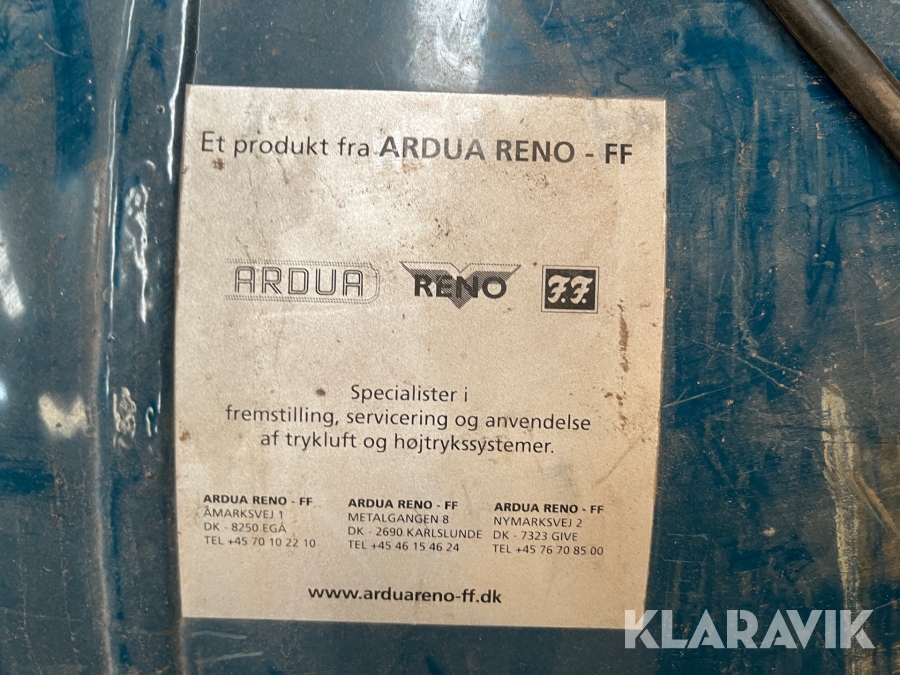 Et produkt fra ARDUA RENO - FF
ARDUA RENO F.F.
Specialister i
fremstilling, servicering og anvendelse
af trykluft og højtrykssystemer.
ARDUA RENO - FF
ÅMARKSVEJ 1
DK - 8250 EGÅ
TEL +45 70 10 22 10
ARDUA RENO - FF
METALGANGEN 8
DK - 2690 KARLSLUNDE
TEL +45 46 15 46 24
ARDUA RENO - FF
NYMARKSVEJ 2
DK - 7323 GIVE
TEL +45 76 70 85 00
www.arduareno-ff.dk
KLARAVIK